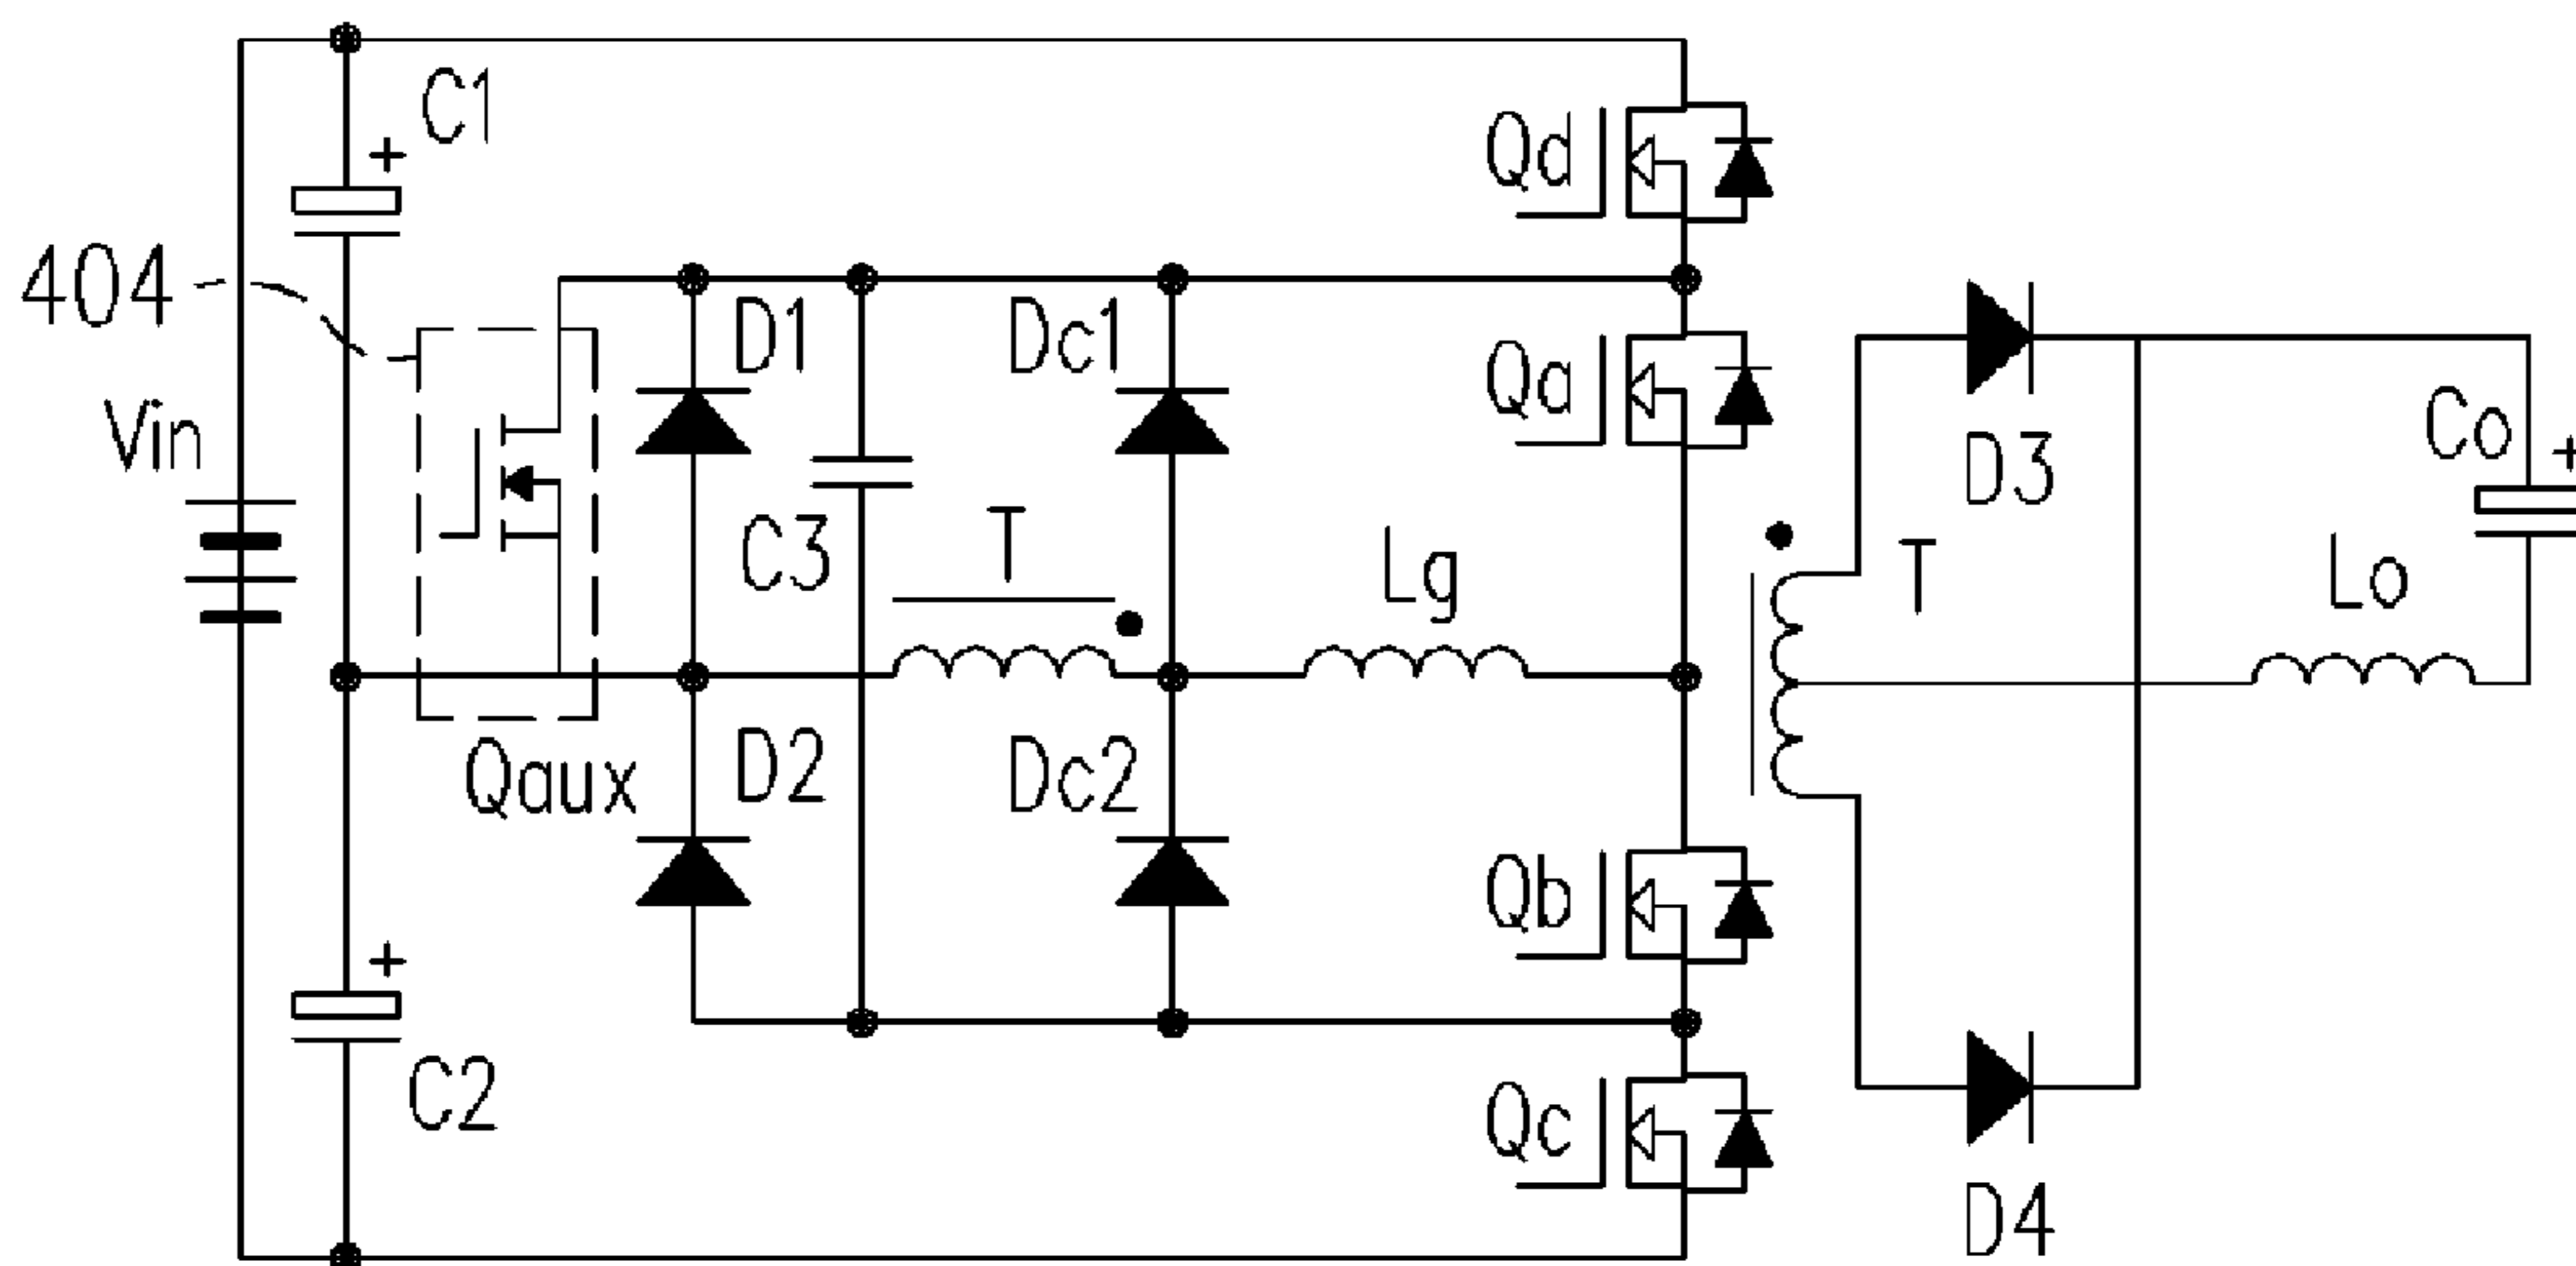 C1
+
Qd
404
D1
Dc1
Qa
Vin
Co
+
D3
C3
T
Lg
T
Lo
Qaux
D2
Dc2
Qb
+
C2
Qc
D4